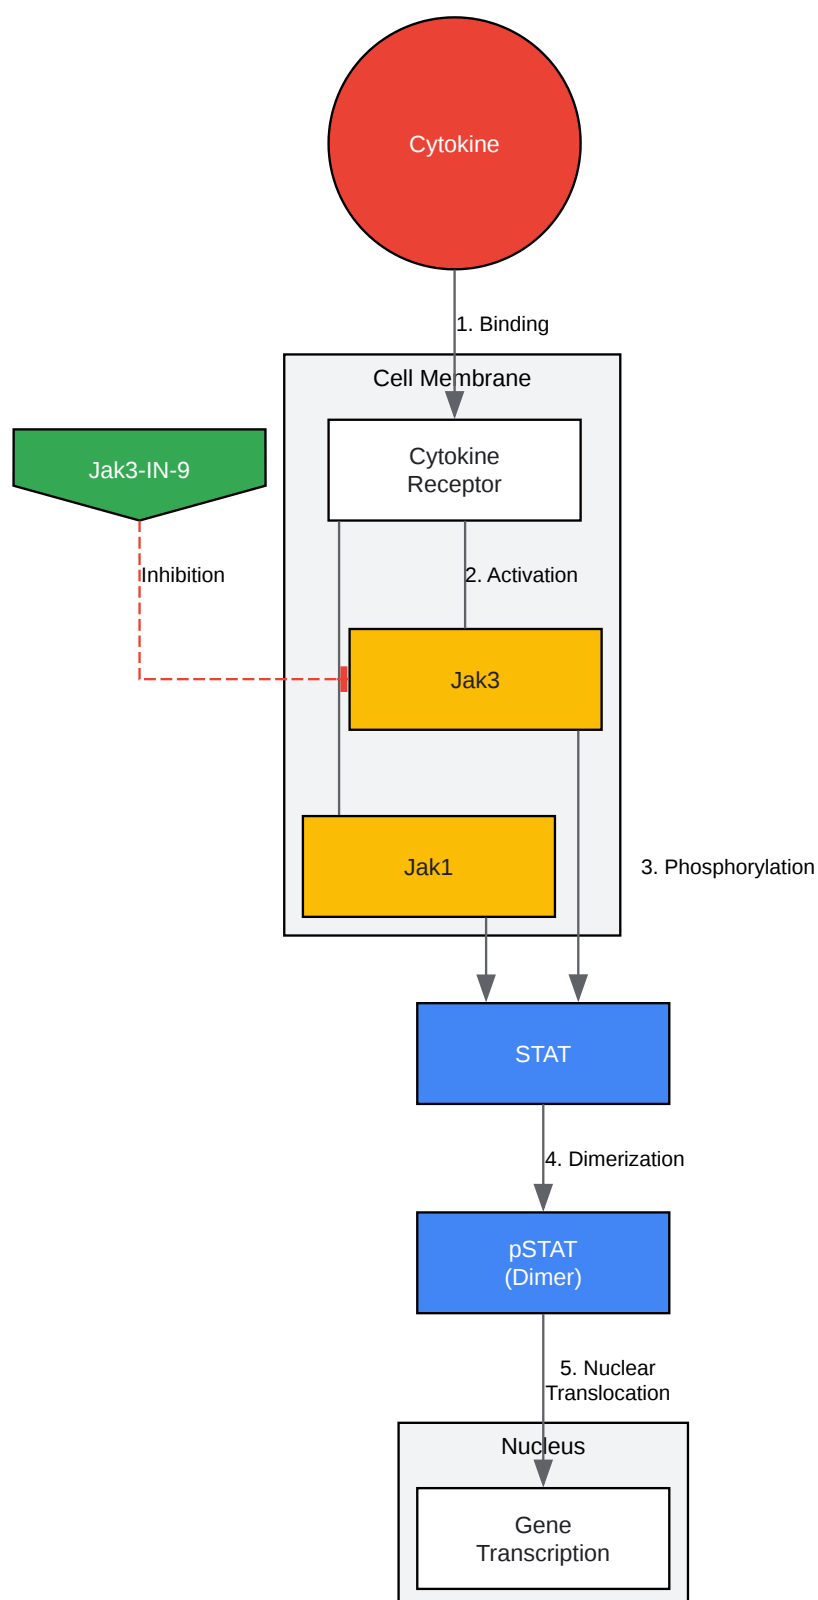 Cytokine
1. Binding
Cell Membrane
Cytokine
Receptor
Jak3-IN-9
Inhibition
2. Activation
Jak3
Jak1
3. Phosphorylation
STAT
4. Dimerization
pSTAT
(Dimer)
5. Nuclear
Translocation
Nucleus
Gene
Transcription